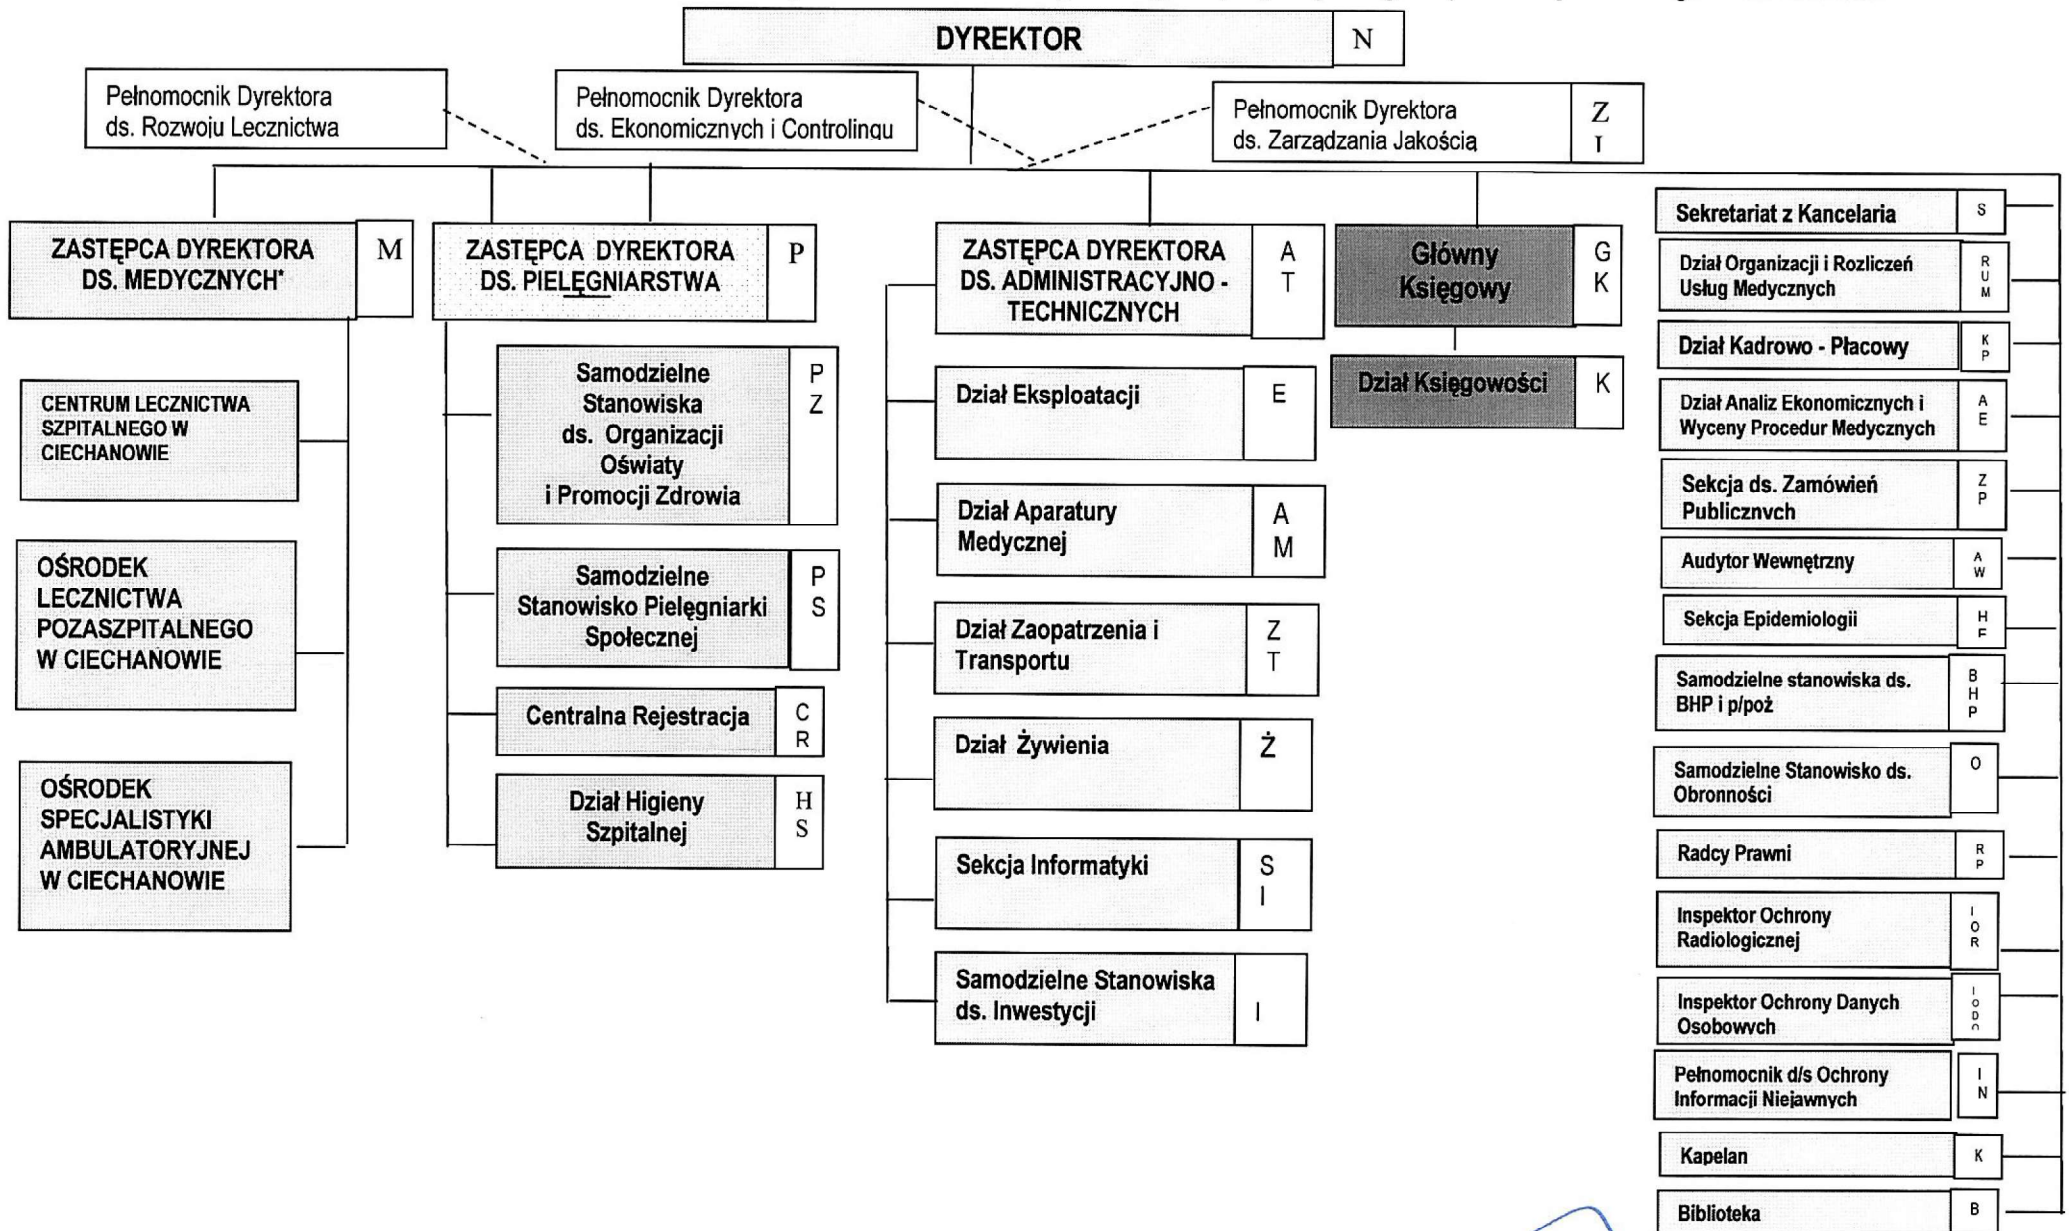 DYREKTOR N
Pełnomocnik Dyrektora
ds. Rozwoju Lecznictwa
Pełnomocnik Dyrektora
ds. Ekonomicznych i Controlingu
Pełnomocnik Dyrektora
ds. Zarządzania Jakością
Z
I
ZASTĘPCA DYREKTORA
DS. MEDYCZNYCH*
M
CENTRUM LECZNICTWA
SZPITALNEGO W
CIECHANOWIE
OŚRODEK
LECZNICTWA
POZASZPITALNEGO
W CIECHANOWIE
OŚRODEK
SPECJALISTYKI
AMBULATORYJNEJ
W CIECHANOWIE
ZASTĘPCA DYREKTORA
DS. PIELĘGNIARSTWA
P
Samodzielne
Stanowiska
ds. Organizacji
Oświaty
i Promocji Zdrowia
P
Z
Samodzielne
Stanowisko Pielęgniarki
Społecznej
P
S
Centralna Rejestracja
C
R
Dział Higieny
Szpitalnej
H
S
ZASTĘPCA DYREKTORA
DS. ADMINISTRACYJNO -
TECHNICZNYCH
A
T
Dział Eksploatacji
E
Dział Aparatury
Medycznej
A
M
Dział Zaopatrzenia i
Transportu
Z
T
Dział Żywienia
Ż
Sekcja Informatyki
S
I
Samodzielne Stanowiska
ds. Inwestycji
I
Główny
Księgowy
G
K
Dział Księgowości
K
Sekretariat z Kancelaria
S
Dział Organizacji i Rozliczeń
Usług Medycznych
R
U
M
Dział Kadrowo - Płacowy
K
P
Dział Analiz Ekonomicznych i
Wyceny Procedur Medycznych
A
E
Sekcja ds. Zamówień
Publicznych
Z
P
Audytor Wewnętrzny
A
W
Sekcja Epidemiologii
H
E
Samodzielne stanowiska ds.
BHP i p/poż
B
H
P
Samodzielne Stanowisko ds.
Obronności
O
Radcy Prawni
R
P
Inspektor Ochrony
Radiologicznej
I
O
R
Inspektor Ochrony Danych
Osobowych
I
O
D
O
Pełnomocnik d/s Ochrony
Informacji Niejawnych
I
N
Kapelan
K
Biblioteka
B